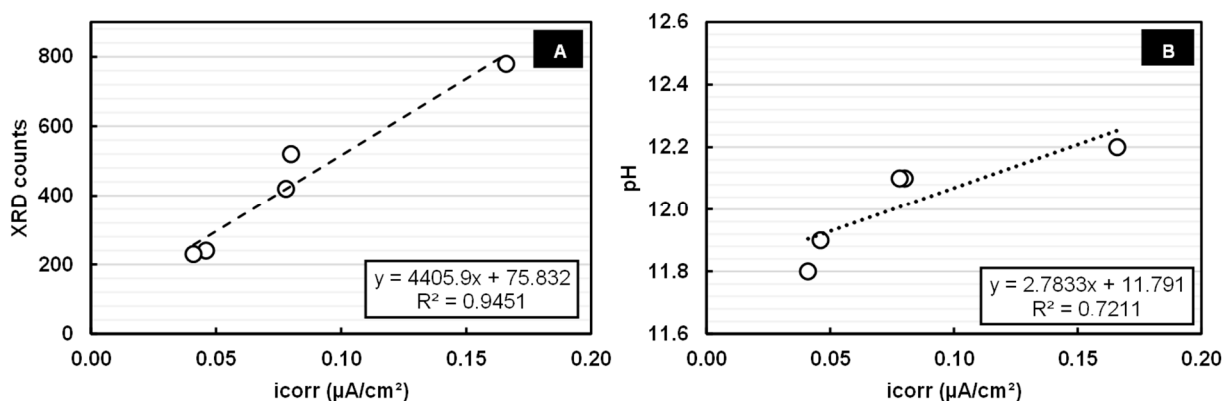 A
XRD counts
800
600
400
200
0
y = 4405.9x + 75.832
R² = 0.9451
0.00 0.05 0.10 0.15 0.20
icorr (µA/cm²)
B
pH
12.6
12.4
12.2
12.0
11.8
11.6
y = 2.7833x + 11.791
R² = 0.7211
0.00 0.05 0.10 0.15 0.20
icorr (µA/cm²)